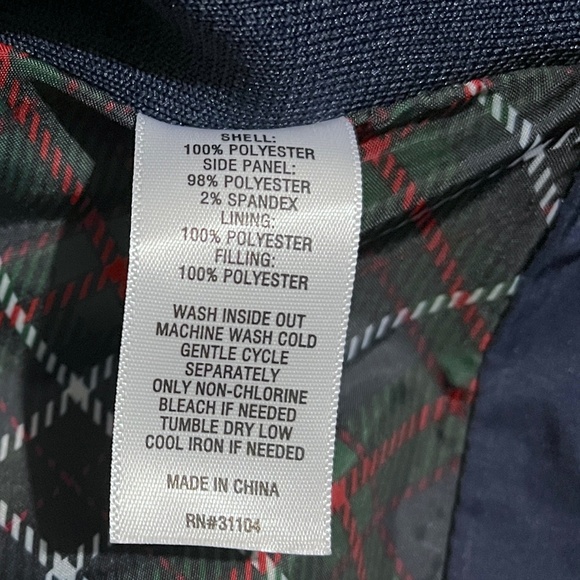 SHELL:
100% POLYESTER
SIDE PANEL:
98% POLYESTER
2% SPANDEX
LINING:
100% POLYESTER
FILLING:
100% POLYESTER
WASH INSIDE OUT
MACHINE WASH COLD
GENTLE CYCLE
SEPARATELY
ONLY NON-CHLORINE
BLEACH IF NEEDED
TUMBLE DRY LOW
COOL IRON IF NEEDED
MADE IN CHINA
RN#31104